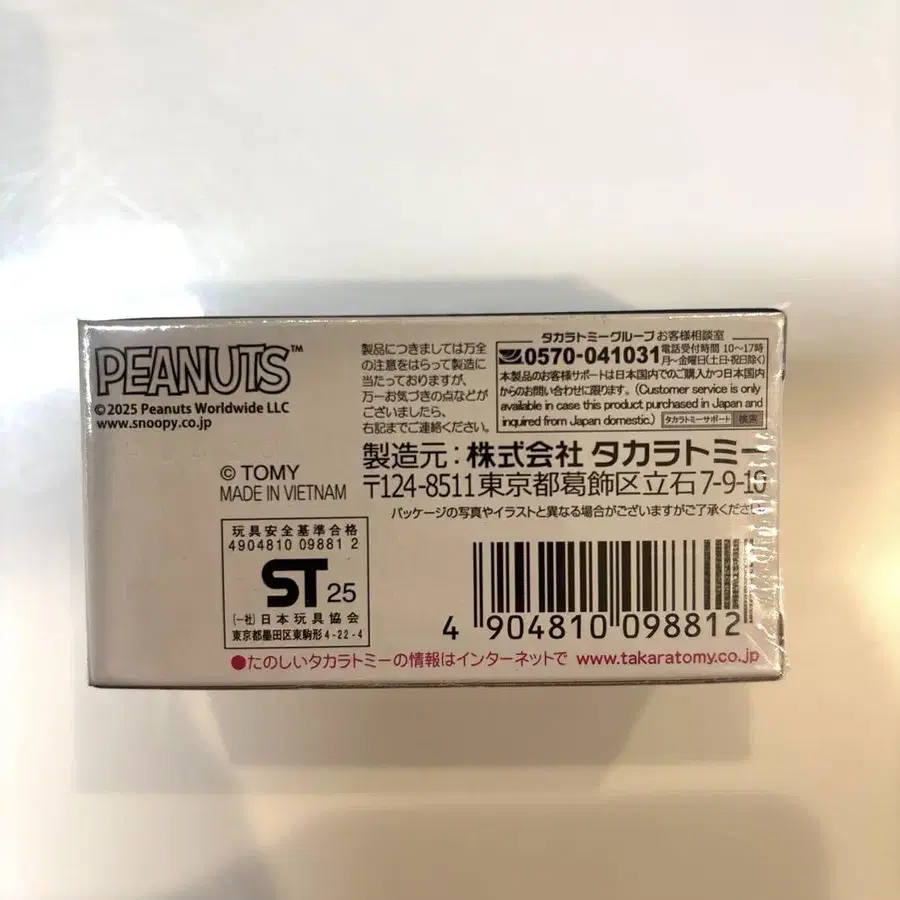 PEANUTS™
©2025 Peanuts Worldwide LLC
www.snoopy.co.jp
© TOMY
MADE IN VIETNAM
玩具安全基準合格
4904810 09881 2
ST 25
(一社)日本玩具協会
東京都墨田区東駒形4-22-4
製品につきましては万全
の注意をはらって製造に
当たっておりますが、
万一お気づきの点などが
ございましたら、
右記までご連絡ください。
タカラトミーグループ お客様相談室
0570-041031
電話受付時間 10〜17時
月〜金曜日(土日・祝日除く)
本製品のお客様サポートは日本国内でのご購入かつ日本国内
からのお問い合わせに限ります。(Customer service is only
available in case this product purchased in Japan and
inquired from Japan domestic.)
タカラトミーサポート 検索
製造元:株式会社 タカラトミー
〒124-8511東京都葛飾区立石7-9-10
パッケージの写真やイラストと異なる場合がございますがご了承ください。
4 904810 098812
●たのしいタカラトミーの情報はインターネットで www.takaratomy.co.jp